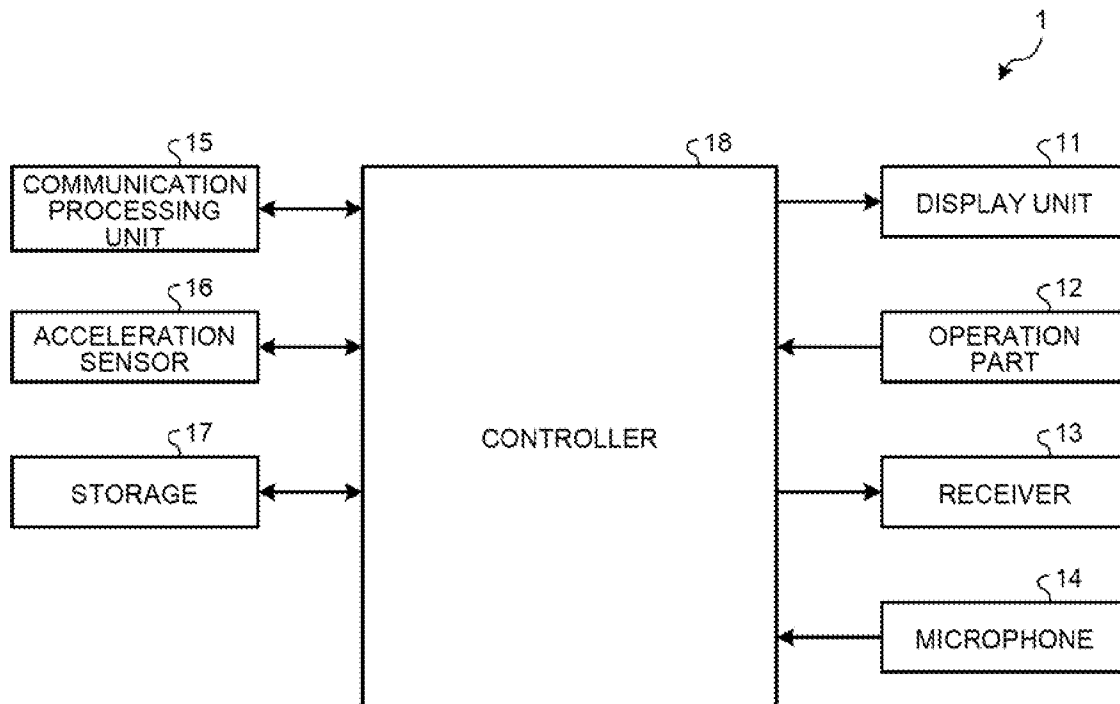 1
15
COMMUNICATION
PROCESSING
UNIT
16
ACCELERATION
SENSOR
17
STORAGE
18
CONTROLLER
11
DISPLAY UNIT
12
OPERATION
PART
13
RECEIVER
14
MICROPHONE